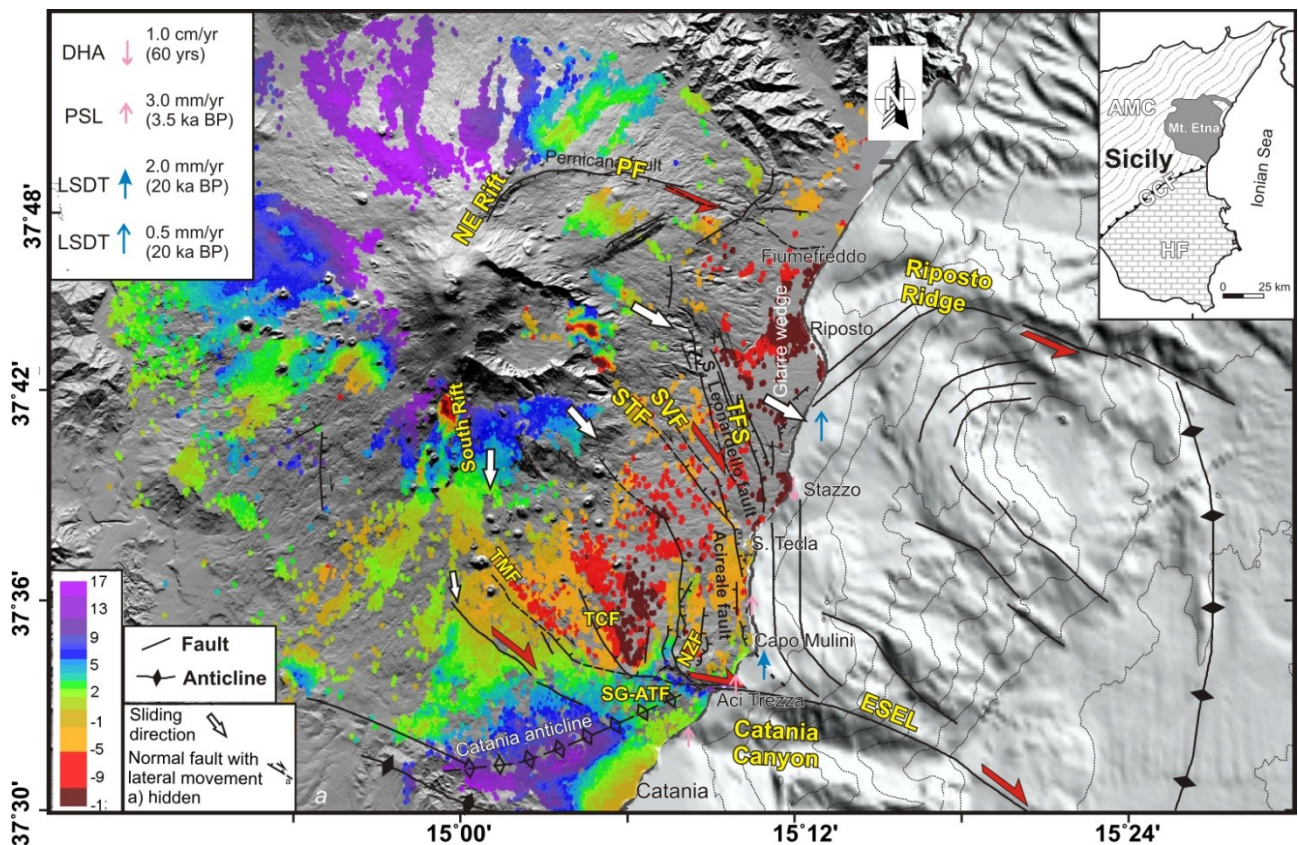 DHA
1.0 cm/yr
(60 yrs)
PSL
3.0 mm/yr
(3.5 ka BP)
LSDT
2.0 mm/yr
(20 ka BP)
LSDT
0.5 mm/yr
(20 ka BP)
N
AMC
Mt. Etna
Sicily
GCF
HF
Ionian Sea
0 25 km
37°48'
37°42'
37°36'
37°30'
Pernicana fault
PF
NE Rift
Fiumefreddo
Riposto
Ridge
Riposto
Giarre wedge
STF
SVF
TFS
S. Leonardello fault
South Rift
Stazzo
S. Tecla
Acireale fault
TMF
TCF
NZF
Capo Mulini
SG-ATF
Aci Trezza
ESEL
Catania
Canyon
Catania anticline
Catania
17
13
9
5
2
-1
-5
-9
Fault
Anticline
Sliding
direction
Normal fault with
lateral movement
a) hidden
a
15°00'
15°12'
15°24'